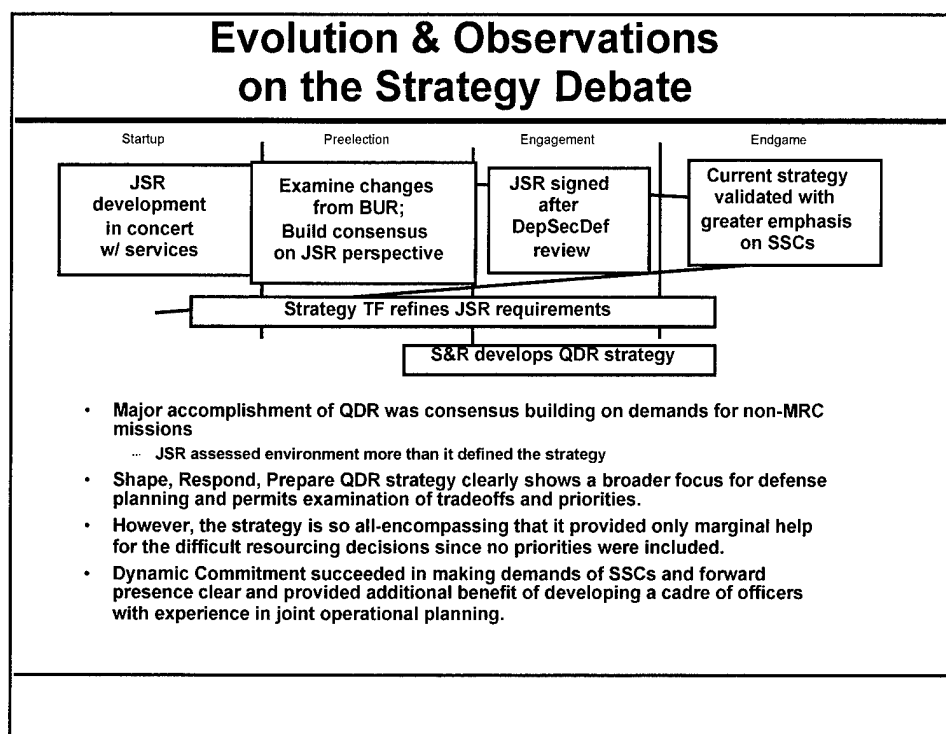 Evolution & Observations
on the Strategy Debate
Startup
Preelection
Engagement
Endgame
JSR
development
in concert
w/ services
Examine changes
from BUR;
Build consensus
on JSR perspective
JSR signed
after
DepSecDef
review
Current strategy
validated with
greater emphasis
on SSCs
Strategy TF refines JSR requirements
S&R develops QDR strategy
• Major accomplishment of QDR was consensus building on demands for non-MRC
missions
– JSR assessed environment more than it defined the strategy
• Shape, Respond, Prepare QDR strategy clearly shows a broader focus for defense
planning and permits examination of tradeoffs and priorities.
• However, the strategy is so all-encompassing that it provided only marginal help
for the difficult resourcing decisions since no priorities were included.
• Dynamic Commitment succeeded in making demands of SSCs and forward
presence clear and provided additional benefit of developing a cadre of officers
with experience in joint operational planning.